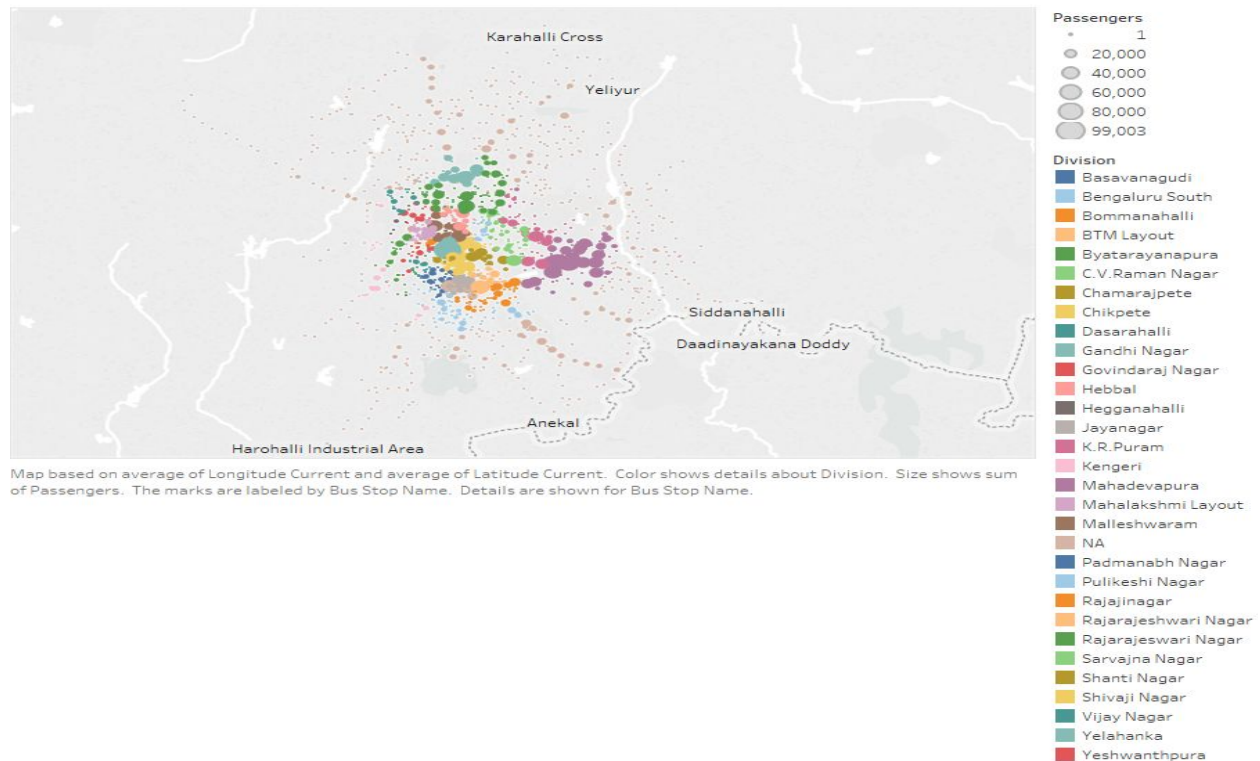 Karahalli Cross
Yeliyur
Siddanahalli
Daadinayakana Doddy
Anekal
Harohalli Industrial Area
Map based on average of Longitude Current and average of Latitude Current. Color shows details about Division. Size shows sum
of Passengers. The marks are labeled by Bus Stop Name. Details are shown for Bus Stop Name.
Passengers
1
20,000
40,000
60,000
80,000
99,003
Division
Basavanagudi
Bengaluru South
Bommanahalli
BTM Layout
Byatarayanapura
C.V.Raman Nagar
Chamarajpete
Chikpete
Dasarahalli
Gandhi Nagar
Govindaraj Nagar
Hebbal
Hegganahalli
Jayanagar
K.R.Puram
Kengeri
Mahadevapura
Mahalakshmi Layout
Malleshwaram
NA
Padmanabh Nagar
Pulikeshi Nagar
Rajajinagar
Rajarajeshwari Nagar
Rajarajeswari Nagar
Sarvajna Nagar
Shanti Nagar
Shivaji Nagar
Vijay Nagar
Yelahanka
Yeshwanthpura